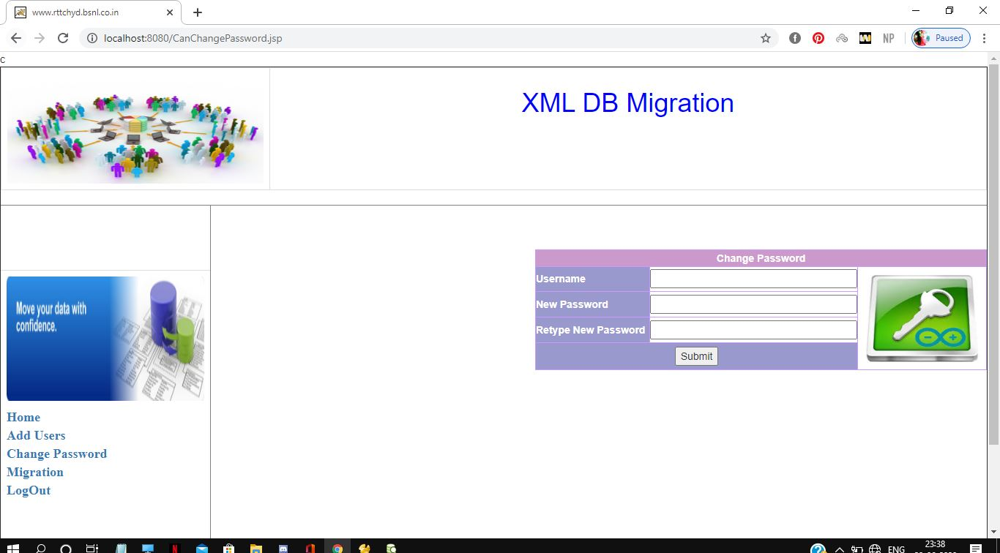 www.rttchyd.bsnl.co.in
localhost:8080/CanChangePassword.jsp
NP
Paused
C
XML DB Migration
Move your data with
confidence.
Change Password
Username
New Password
Retype New Password
Submit
Home
Add Users
Change Password
Migration
LogOut
ENG
23:38